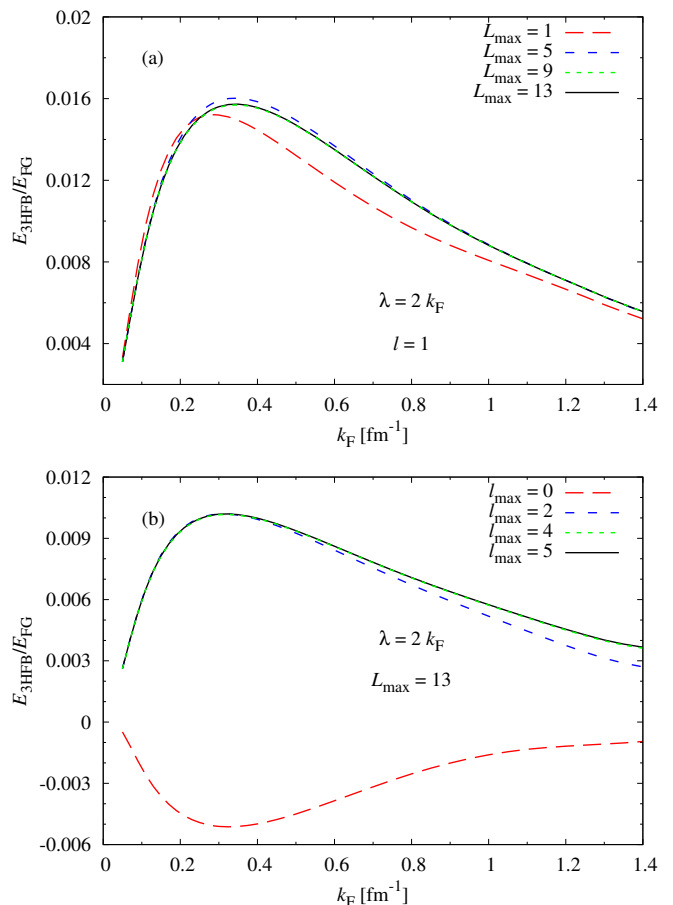 0.02
0.016
0.012
0.008
0.004
E3HFB/EFG
(a)
Lmax = 1
Lmax = 5
Lmax = 9
Lmax = 13
λ = 2 kF
l = 1
0 0.2 0.4 0.6 0.8 1 1.2 1.4
kF [fm-1]
0.012
0.009
0.006
0.003
0
-0.003
-0.006
E3HFB/EFG
(b)
lmax = 0
lmax = 2
lmax = 4
lmax = 5
λ = 2 kF
Lmax = 13
0 0.2 0.4 0.6 0.8 1 1.2 1.4
kF [fm-1]